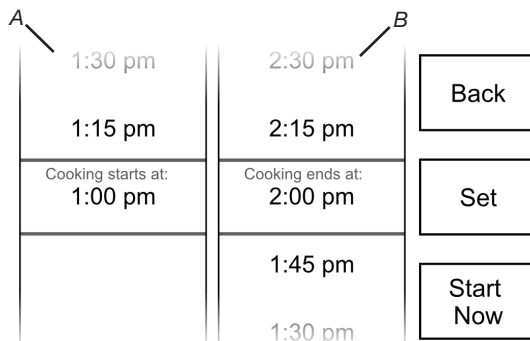 A
B
1:30 pm
2:30 pm
Back
1:15 pm
2:15 pm
Cooking starts at:
1:00 pm
Cooking ends at:
2:00 pm
Set
1:45 pm
Start
Now
1:30 pm